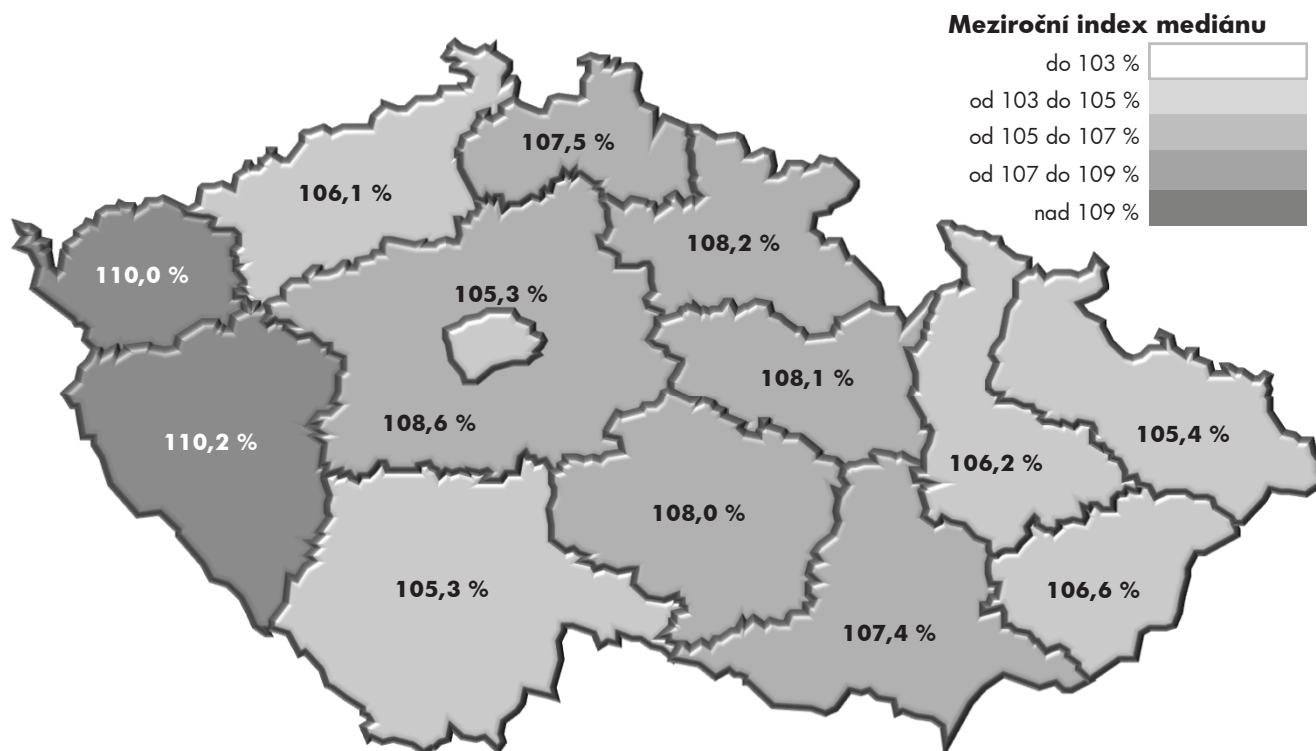 Meziroční index mediánu
do 103 %
od 103 do 105 %
od 105 do 107 %
od 107 do 109 %
nad 109 %
107,5 %
106,1 %
108,2 %
110,0 %
105,3 %
108,1 %
108,6 %
110,2 %
105,4 %
106,2 %
108,0 %
105,3 %
106,6 %
107,4 %